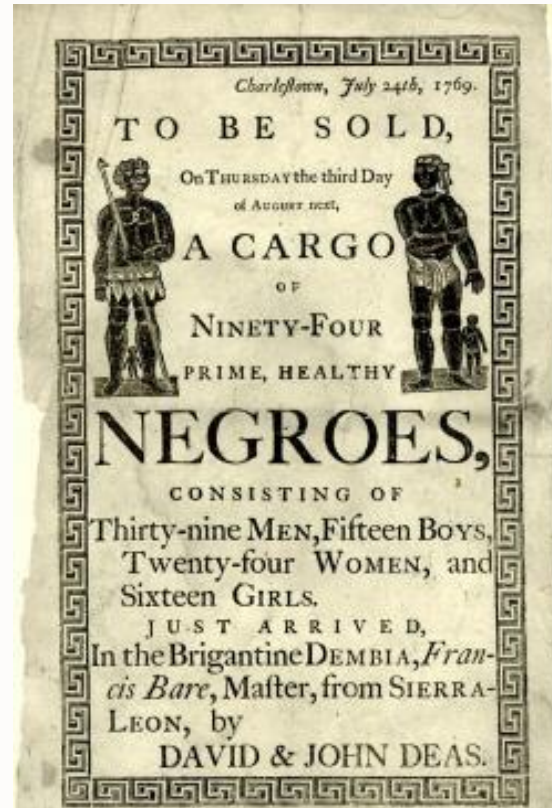 Charleſtown, July 24th, 1769.
TO BE SOLD,
On THURSDAY the third Day
of AUGUST next,
A CARGO
OF
NINETY-FOUR
PRIME, HEALTHY
NEGROES,
CONSISTING OF
Thirty-nine MEN, Fifteen BOYS,
Twenty-four WOMEN, and
Sixteen GIRLS.
JUST ARRIVED,
In the Brigantine DEMBIA, Fran-
cis Bare, Maſter, from SIERRA-
LEON, by
DAVID & JOHN DEAS.